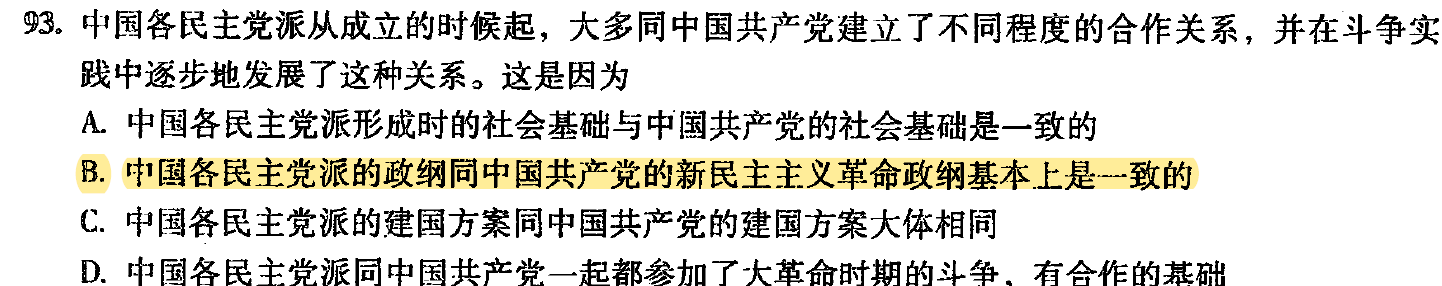 93. 中国各民主党派从成立的时候起，大多同中国共产党建立了不同程度的合作关系，并在斗争实
践中逐步地发展了这种关系。这是因为
A. 中国各民主党派形成时的社会基础与中国共产党的社会基础是一致的
B. 中国各民主党派的政纲同中国共产党的新民主主义革命政纲基本上是一致的
C. 中国各民主党派的建国方案同中国共产党的建国方案大体相同
D. 中国各民主党派同中国共产党一起都参加了大革命时期的斗争，有合作的基础